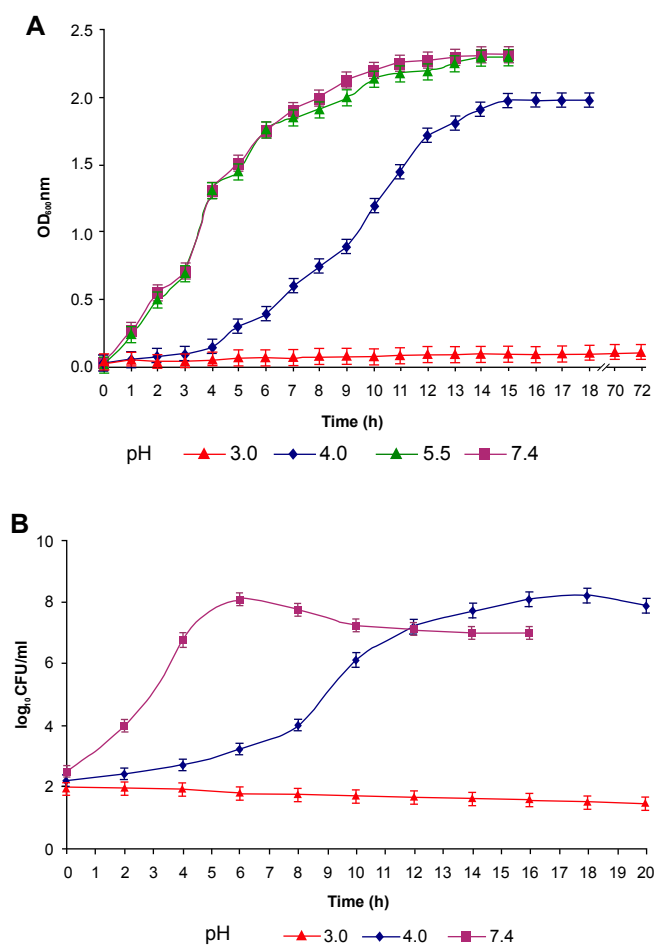 A
2.5
2.0
1.5
1.0
0.5
0.0
OD₆₀₀nm
0 1 2 3 4 5 6 7 8 9 10 11 12 13 14 15 16 17 18 70 72
Time (h)
pH 3.0 4.0 5.5 7.4
B
10
8
6
4
2
0
log₁₀ CFU/ml
0 1 2 3 4 5 6 7 8 9 10 11 12 13 14 15 16 17 18 19 20
Time (h)
pH 3.0 4.0 7.4